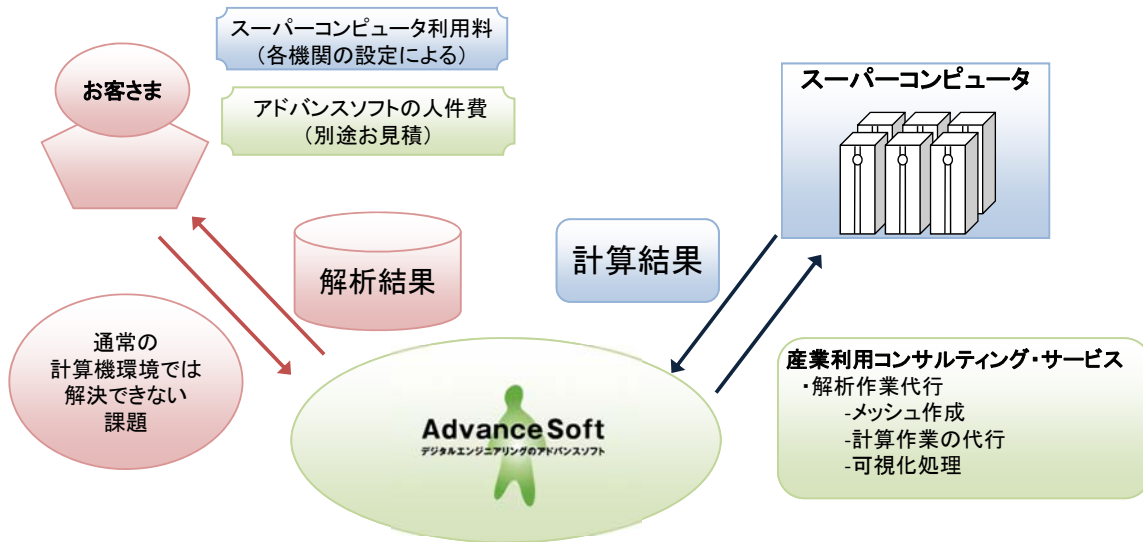 スーパーコンピュータ利用料
（各機関の設定による）
お客さま
アドバンスソフトの人件費
（別途お見積）
スーパーコンピュータ
解析結果
計算結果
通常の
計算機環境では
解決できない
課題
AdvanceSoft
デジタルエンジニアリングのアドバンスソフト
産業利用コンサルティング・サービス
・解析作業代行
-メッシュ作成
-計算作業の代行
-可視化処理